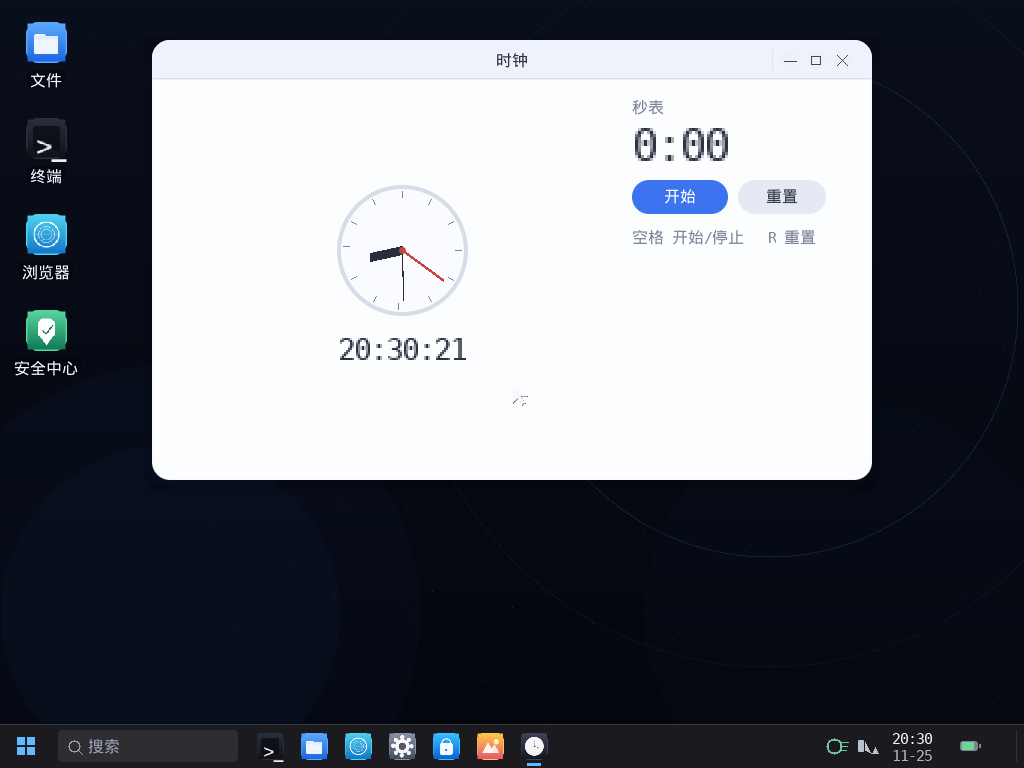 文件
终端
浏览器
安全中心
时钟
20:30:21
秒表
0:00
开始 重置
空格 开始/停止 R 重置
搜索
20:30
11-25